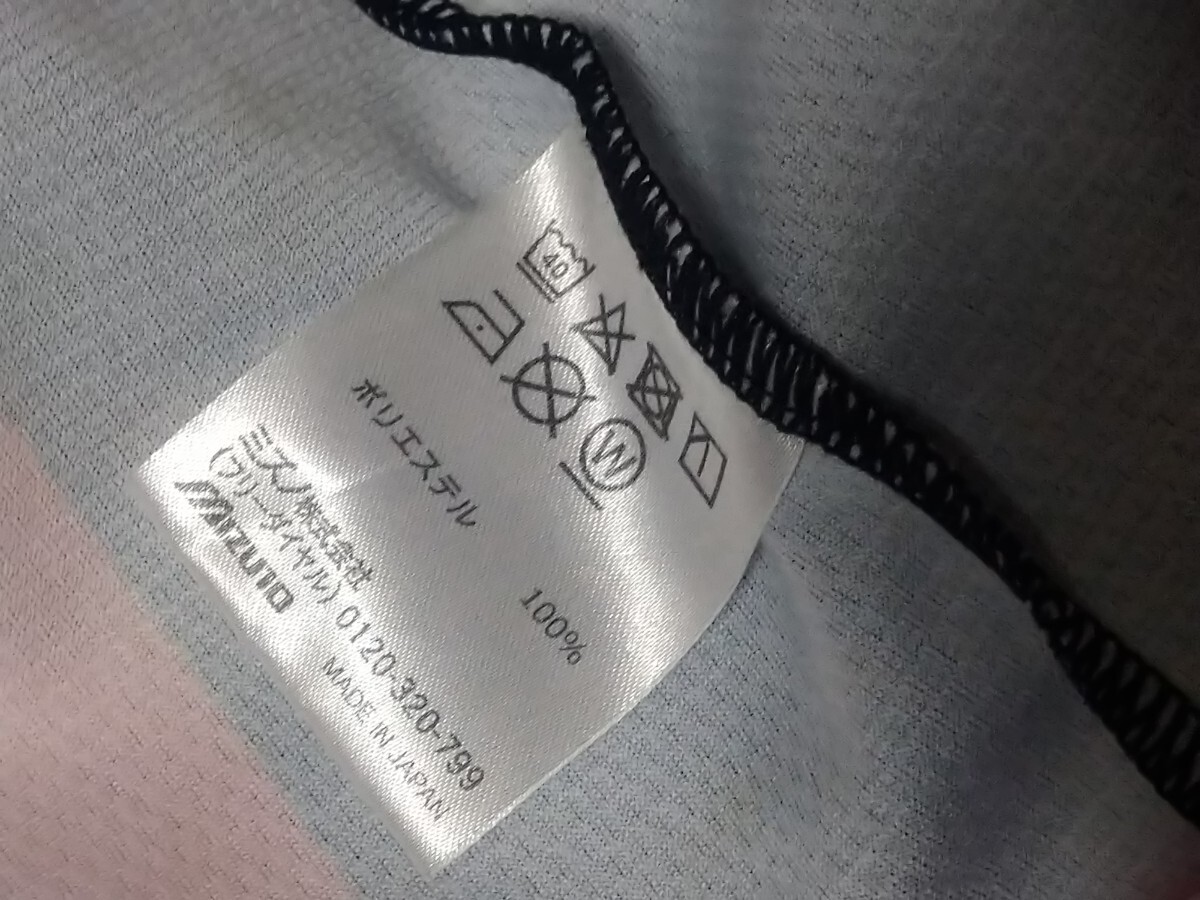 40
W
ポリエステル 100%
ミズノ株式会社
(フリーダイヤル) 0120-320-799
MIZUNO
MADE IN JAPAN